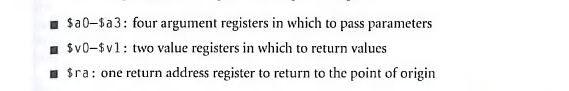 ■ $a0–$a3: four argument registers in which to pass parameters
■ $v0–$v1: two value registers in which to return values
■ $ra: one return address register to return to the point of origin